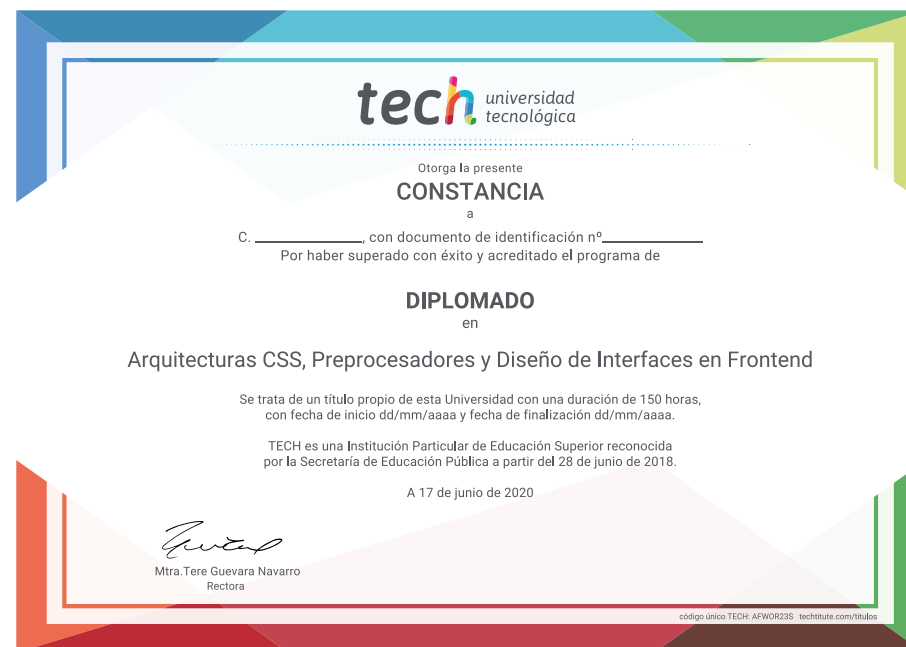 tech universidad
tecnológica
Otorga la presente
CONSTANCIA
a
C. ____________, con documento de identificación nº____________
Por haber superado con éxito y acreditado el programa de
DIPLOMADO
en
Arquitecturas CSS, Preprocesadores y Diseño de Interfaces en Frontend
Se trata de un título propio de esta Universidad con una duración de 150 horas,
con fecha de inicio dd/mm/aaaa y fecha de finalización dd/mm/aaaa.
TECH es una Institución Particular de Educación Superior reconocida
por la Secretaría de Educación Pública a partir del 28 de junio de 2018.
A 17 de junio de 2020
Mtra.Tere Guevara Navarro
Rectora
código único TECH: AFWOR23S techtitute.com/titulos